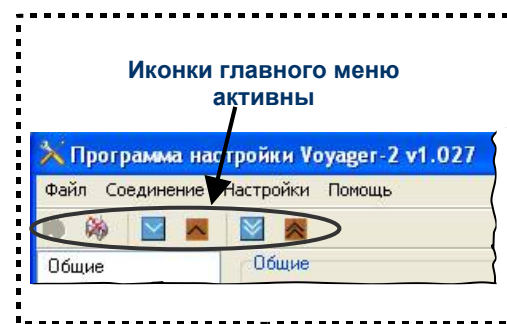 Иконки главного меню
активны
Программа настройки Voyager-2 v1.027
Файл Соединение Настройки Помощь
Общие
Общие